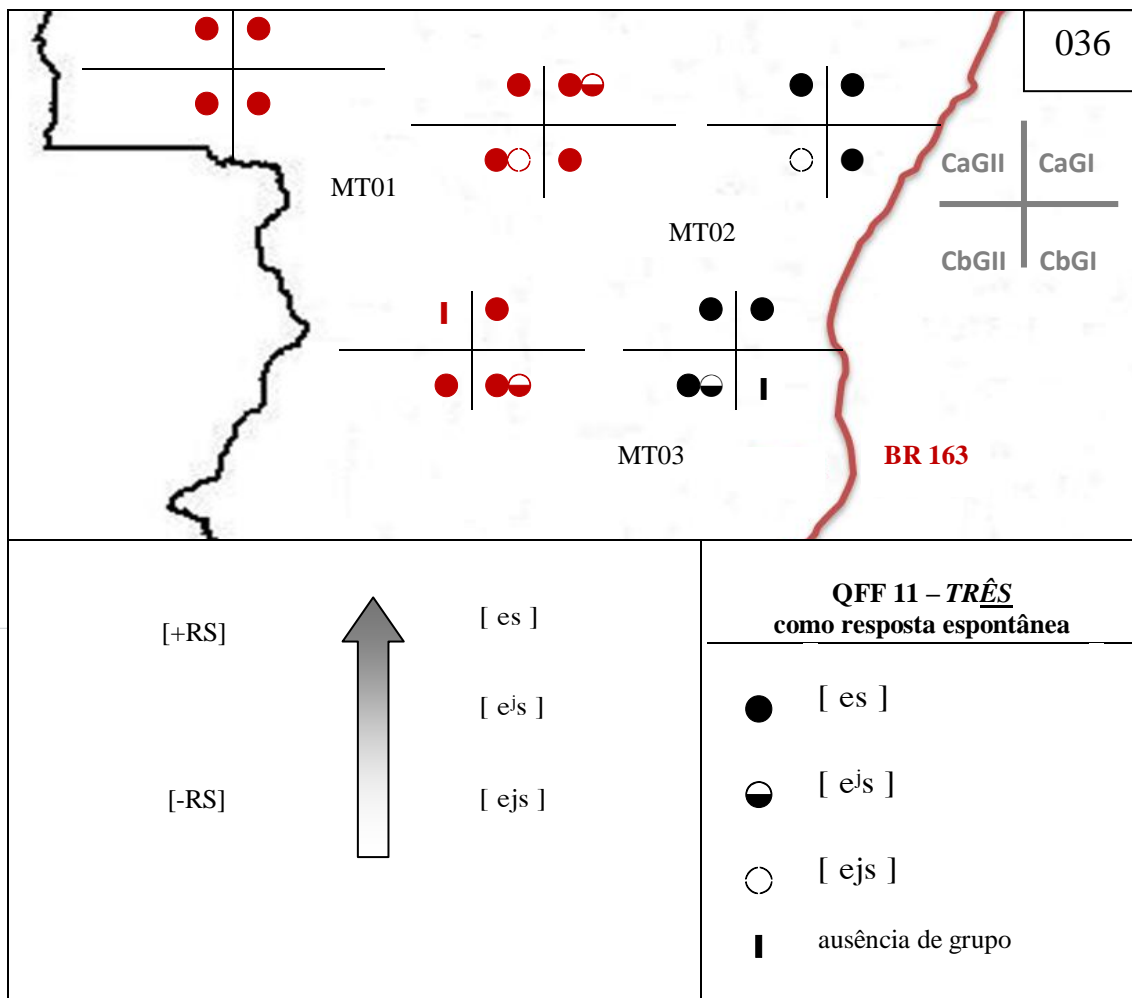 036
CaGII CaGI
CbGII CbGI
MT01
MT02
MT03
BR 163
[+RS]
[-RS]
[ es ]
[ eʲs ]
[ ejs ]
QFF 11 – TRÊS
como resposta espontânea
[ es ]
[ eʲs ]
[ ejs ]
ausência de grupo